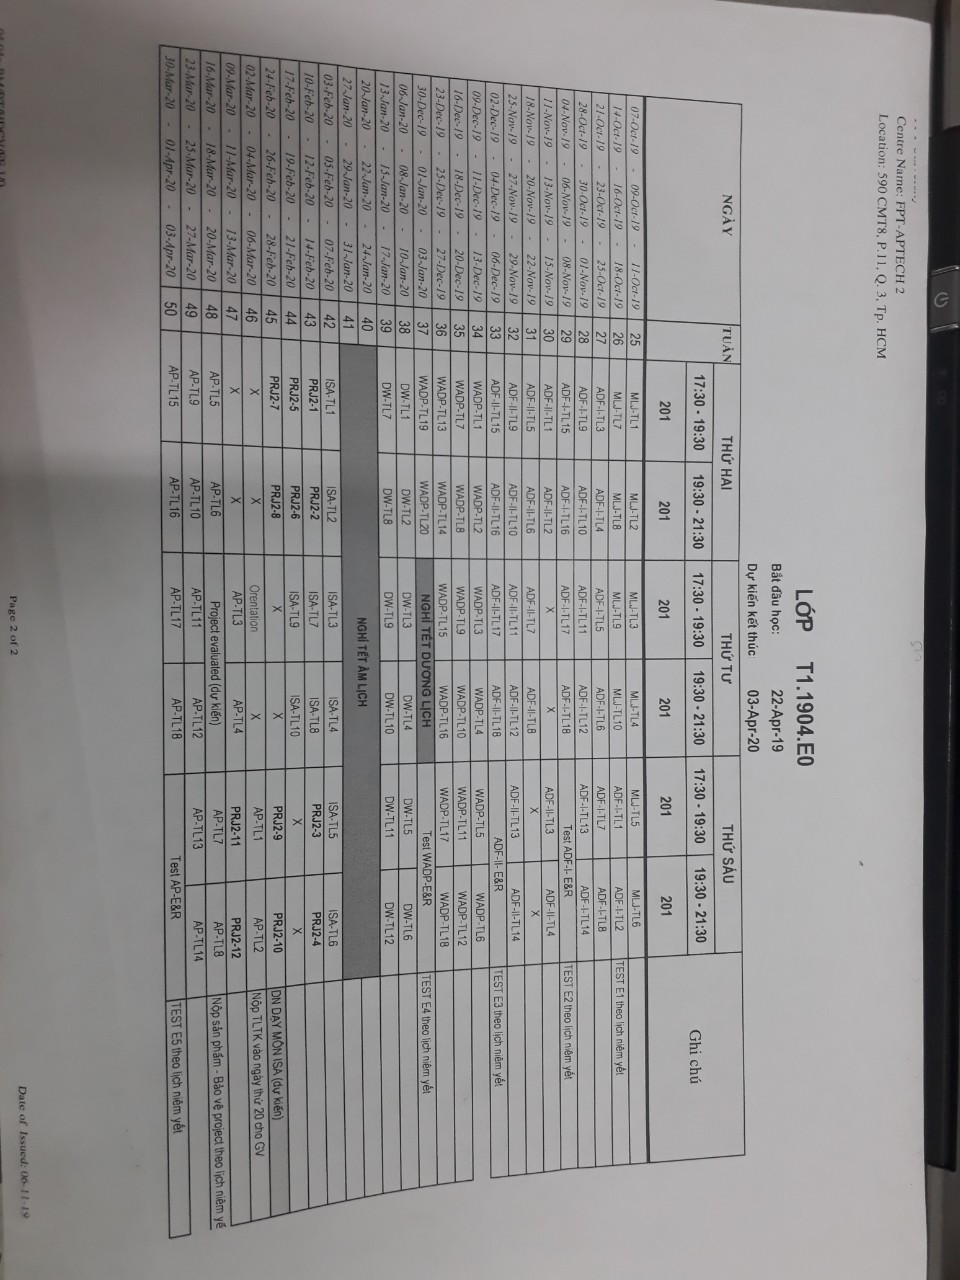 Centre Name: FPT-APTECH 2
Location: 590 CMT8, P.11, Q. 3, Tp. HCM
LỚP T1.1904.E0
Bắt đầu học: 22-Apr-19
Dự kiến kết thúc 03-Apr-20
NGÀY TUẦN THỨ HAI THỨ TƯ THỨ SÁU Ghi chú
17:30 - 19:30 19:30 - 21:30 17:30 - 19:30 19:30 - 21:30 17:30 - 19:30 19:30 - 21:30
201 201 201 201 201 201
07-Oct-19 - 09-Oct-19 - 11-Oct-19 25 MLJ-TL1 MLJ-TL2 MLJ-TL3 MLJ-TL4 MLJ-TL5 MLJ-TL6
14-Oct-19 - 16-Oct-19 - 18-Oct-19 26 MLJ-TL7 MLJ-TL8 MLJ-TL9 MLJ-TL10 ADF-I-TL1 ADF-I-TL2 TEST E1 theo lịch niêm yết
21-Oct-19 - 23-Oct-19 - 25-Oct-19 27 ADF-I-TL3 ADF-I-TL4 ADF-I-TL5 ADF-I-TL6 ADF-I-TL7 ADF-I-TL8
28-Oct-19 - 30-Oct-19 - 01-Nov-19 28 ADF-I-TL9 ADF-I-TL10 ADF-I-TL11 ADF-I-TL12 ADF-I-TL13 ADF-I-TL14
04-Nov-19 - 06-Nov-19 - 08-Nov-19 29 ADF-I-TL15 ADF-I-TL16 ADF-I-TL17 ADF-I-TL18 Test ADF-I- E&R TEST E2 theo lịch niêm yết
11-Nov-19 - 13-Nov-19 - 15-Nov-19 30 ADF-II-TL1 ADF-II-TL2 X X ADF-II-TL3 ADF-II-TL4
18-Nov-19 - 20-Nov-19 - 22-Nov-19 31 ADF-II-TL5 ADF-II-TL6 ADF-II-TL7 ADF-II-TL8 X X
25-Nov-19 - 27-Nov-19 - 29-Nov-19 32 ADF-II-TL9 ADF-II-TL10 ADF-II-TL11 ADF-II-TL12 ADF-II-TL13 ADF-II-TL14
02-Dec-19 - 04-Dec-19 - 06-Dec-19 33 ADF-II-TL15 ADF-II-TL16 ADF-II-TL17 ADF-II-TL18 ADF-II- E&R TEST E3 theo lịch niêm yết
09-Dec-19 - 11-Dec-19 - 13-Dec-19 34 WADP-TL1 WADP-TL2 WADP-TL3 WADP-TL4 WADP-TL5 WADP-TL6
16-Dec-19 - 18-Dec-19 - 20-Dec-19 35 WADP-TL7 WADP-TL8 WADP-TL9 WADP-TL10 WADP-TL11 WADP-TL12
23-Dec-19 - 25-Dec-19 - 27-Dec-19 36 WADP-TL13 WADP-TL14 WADP-TL15 WADP-TL16 WADP-TL17 WADP-TL18
30-Dec-19 - 01-Jan-20 - 03-Jan-20 37 WADP-TL19 WADP-TL20 NGHỈ TẾT DƯƠNG LỊCH Test WADP-E&R TEST E4 theo lịch niêm yết
06-Jan-20 - 08-Jan-20 - 10-Jan-20 38 DW-TL1 DW-TL2 DW-TL3 DW-TL4 DW-TL5 DW-TL6
13-Jan-20 - 15-Jan-20 - 17-Jan-20 39 DW-TL7 DW-TL8 DW-TL9 DW-TL10 DW-TL11 DW-TL12
20-Jan-20 - 22-Jan-20 - 24-Jan-20 40 NGHỈ TẾT ÂM LỊCH
27-Jan-20 - 29-Jan-20 - 31-Jan-20 41
03-Feb-20 - 05-Feb-20 - 07-Feb-20 42 ISA-TL1 ISA-TL2 ISA-TL3 ISA-TL4 ISA-TL5 ISA-TL6
10-Feb-20 - 12-Feb-20 - 14-Feb-20 43 PRJ2-1 PRJ2-2 ISA-TL7 ISA-TL8 PRJ2-3 PRJ2-4
17-Feb-20 - 19-Feb-20 - 21-Feb-20 44 PRJ2-5 PRJ2-6 ISA-TL9 ISA-TL10 X X
24-Feb-20 - 26-Feb-20 - 28-Feb-20 45 PRJ2-7 PRJ2-8 X X PRJ2-9 PRJ2-10 DN DẠY MÔN ISA (dự kiến)
02-Mar-20 - 04-Mar-20 - 06-Mar-20 46 X X Orentation X AP-TL1 AP-TL2 Nộp TLTK vào ngày thứ 20 cho GV
09-Mar-20 - 11-Mar-20 - 13-Mar-20 47 X X AP-TL3 AP-TL4 PRJ2-11 PRJ2-12
16-Mar-20 - 18-Mar-20 - 20-Mar-20 48 AP-TL5 AP-TL6 Project evaluated (dự kiến) AP-TL7 AP-TL8 Nộp sản phẩm - Bảo vệ project theo lịch niêm yế
23-Mar-20 - 25-Mar-20 - 27-Mar-20 49 AP-TL9 AP-TL10 AP-TL11 AP-TL12 AP-TL13 AP-TL14
30-Mar-20 - 01-Apr-20 - 03-Apr-20 50 AP-TL15 AP-TL16 AP-TL17 AP-TL18 Test AP-E&R TEST E5 theo lịch niêm yết
Page 2 of 2
Date of Issued: 06-11-19